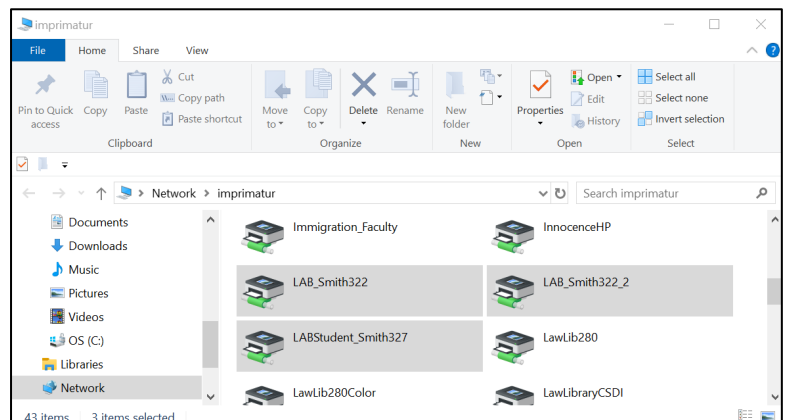 imprimatur
File Home Share View
Pin to Quick access
Copy
Paste
Cut
Copy path
Paste shortcut
Clipboard
Move to
Copy to
Delete
Rename
Organize
New folder
New
Properties
Open
Edit
History
Open
Select all
Select none
Invert selection
Select
Network imprimatur
Search imprimatur
Documents
Downloads
Music
Pictures
Videos
OS (C:)
Libraries
Network
Immigration_Faculty
InnocenceHP
LAB_Smith322
LAB_Smith322_2
LABStudent_Smith327
LawLib280
LawLib280Color
LawLibraryCSDI
43 items 3 items selected